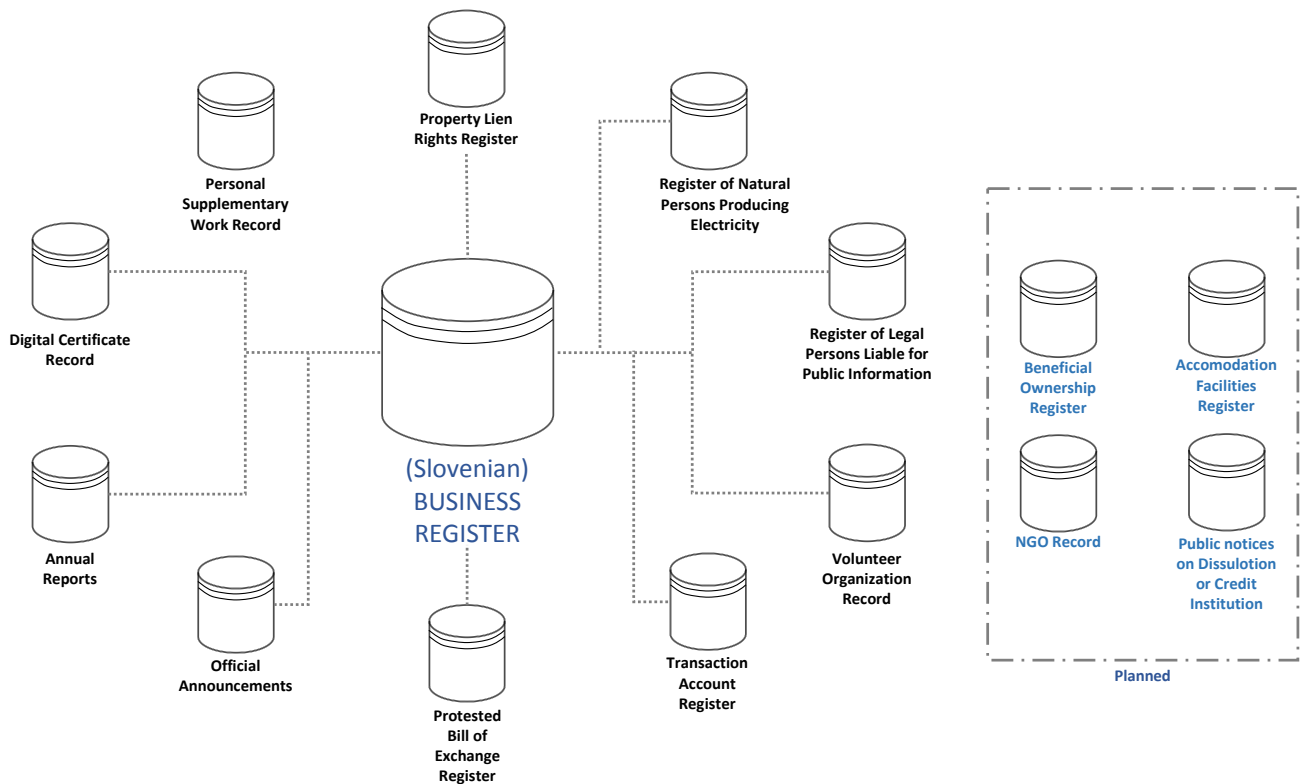 Property Lien
Rights Register
Personal
Supplementary
Work Record
Register of Natural
Persons Producing
Electricity
Digital Certificate
Record
Register of Legal
Persons Liable for
Public Information
(Slovenian)
BUSINESS
REGISTER
Annual
Reports
Volunteer
Organization
Record
Official
Announcements
Transaction
Account
Register
Protested
Bill of
Exchange
Register
Beneficial
Ownership
Register
Accomodation
Facilities
Register
NGO Record
Public notices
on Dissulotion
or Credit
Institution
Planned